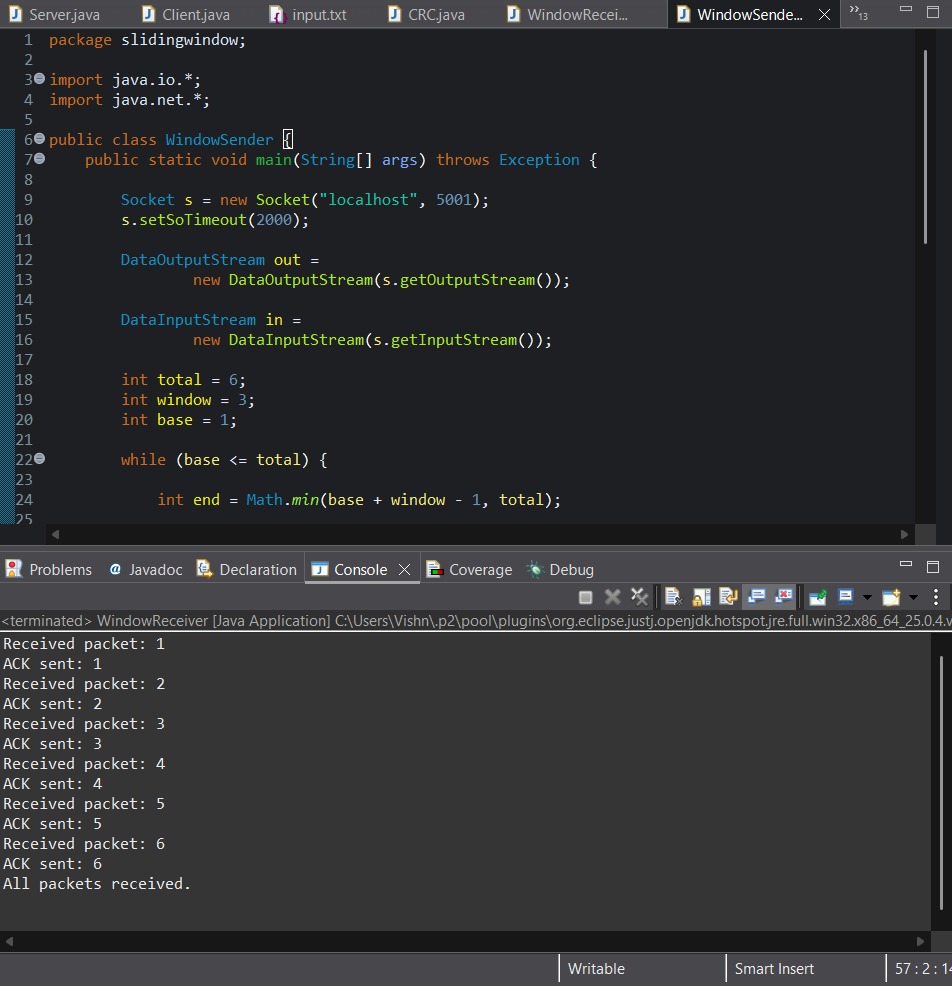 Server.java Client.java input.txt CRC.java WindowRecei... WindowSende... »13
1 package slidingwindow;
2
3 import java.io.*;
4 import java.net.*;
5
6 public class WindowSender {
7     public static void main(String[] args) throws Exception {
8
9         Socket s = new Socket("localhost", 5001);
10         s.setSoTimeout(2000);
11
12         DataOutputStream out =
13                 new DataOutputStream(s.getOutputStream());
14
15         DataInputStream in =
16                 new DataInputStream(s.getInputStream());
17
18         int total = 6;
19         int window = 3;
20         int base = 1;
21
22         while (base <= total) {
23
24             int end = Math.min(base + window - 1, total);
25
Problems Javadoc Declaration Console Coverage Debug
<terminated> WindowReceiver [Java Application] C:\Users\Vishn\.p2\pool\plugins\org.eclipse.justj.openjdk.hotspot.jre.full.win32.x86_64_25.0.4.v
Received packet: 1
ACK sent: 1
Received packet: 2
ACK sent: 2
Received packet: 3
ACK sent: 3
Received packet: 4
ACK sent: 4
Received packet: 5
ACK sent: 5
Received packet: 6
ACK sent: 6
All packets received.
Writable Smart Insert 57 : 2 : 14